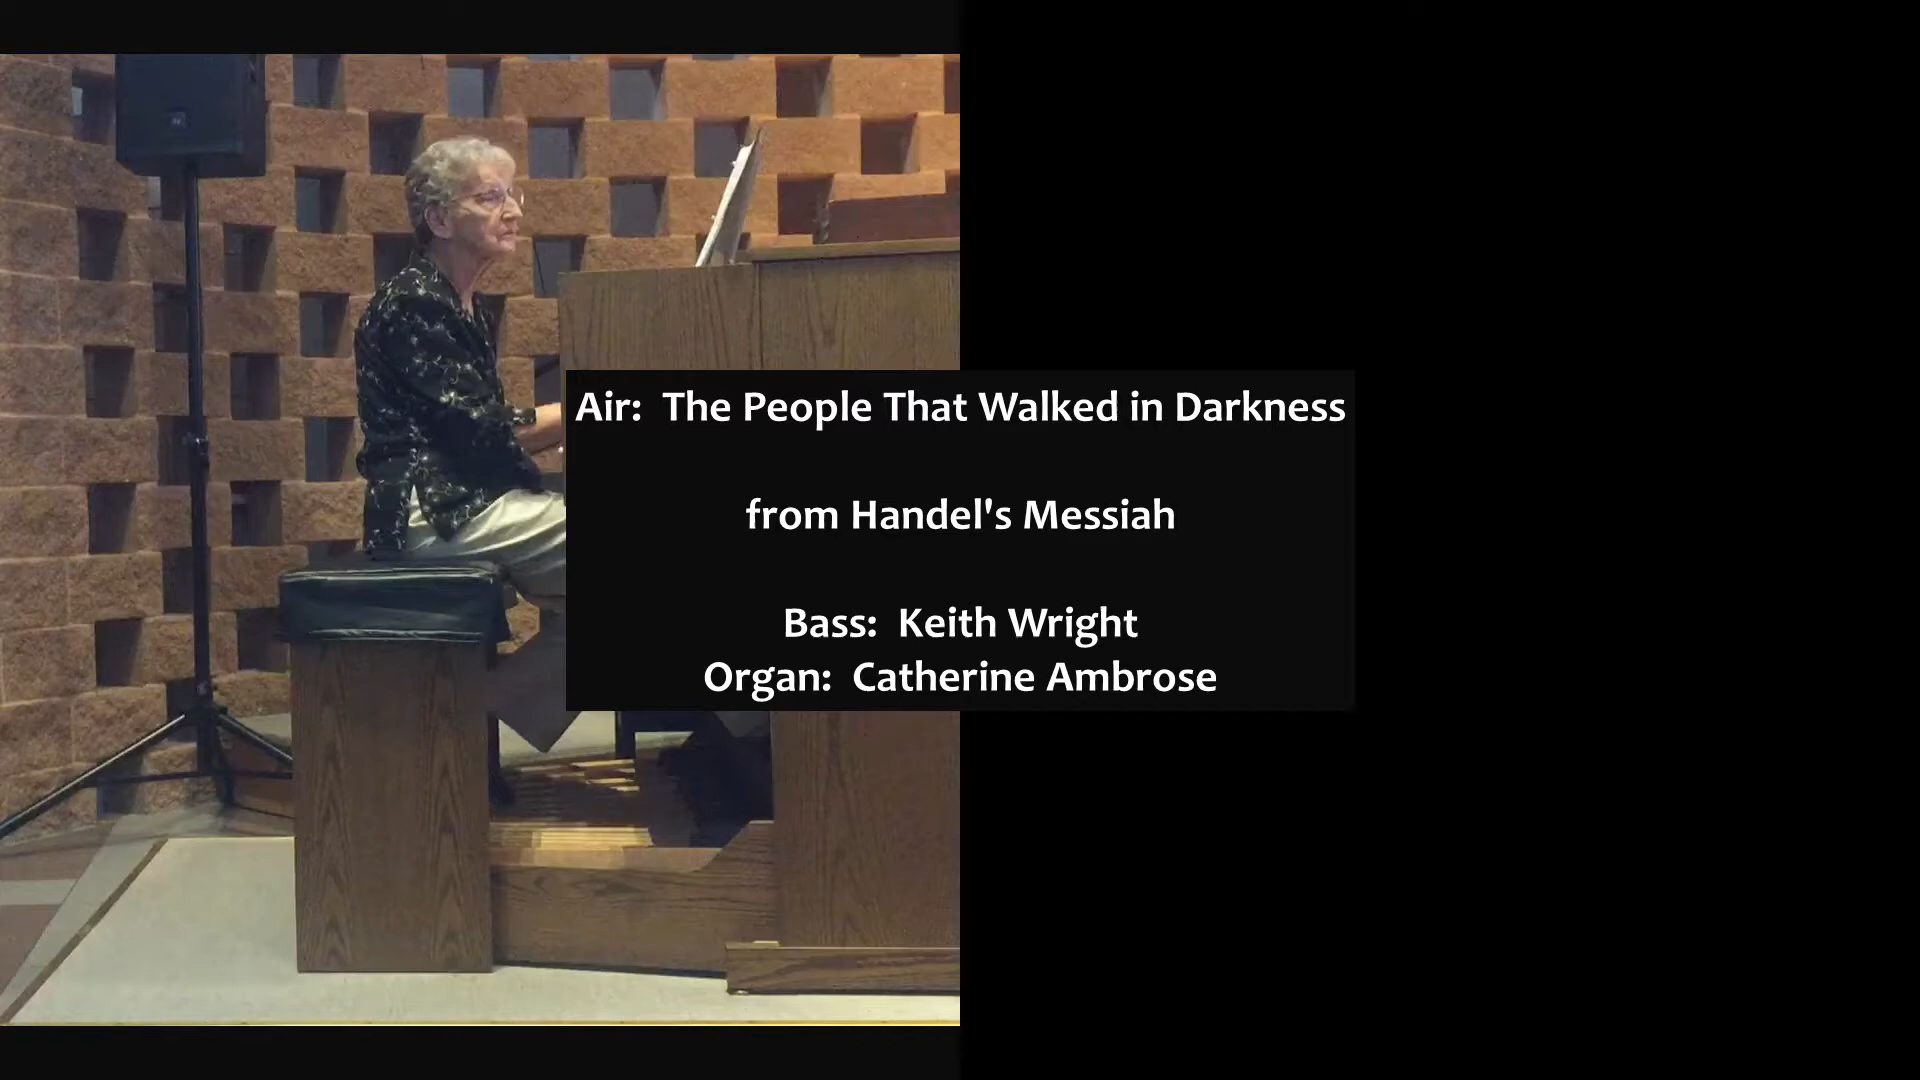 Air:  The People That Walked in Darkness
from Handel's Messiah
Bass:  Keith Wright
Organ:  Catherine Ambrose